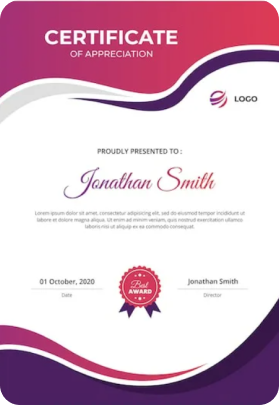 CERTIFICATE
OF APPRECIATION
LOGO
PROUDLY PRESENTED TO :
Jonathan Smith
Lorem ipsum dolor sit amet, consectetur adipisicing elit, sed do eiusmod tempor incididunt ut
labore et dolore magna aliqua. Ut enim ad minim veniam, quis nostrud exercitation ullamco
laboris nisi ut aliquip ex ea commodo consequat.
01 October, 2020
Date
Best
AWARD
Jonathan Smith
Director